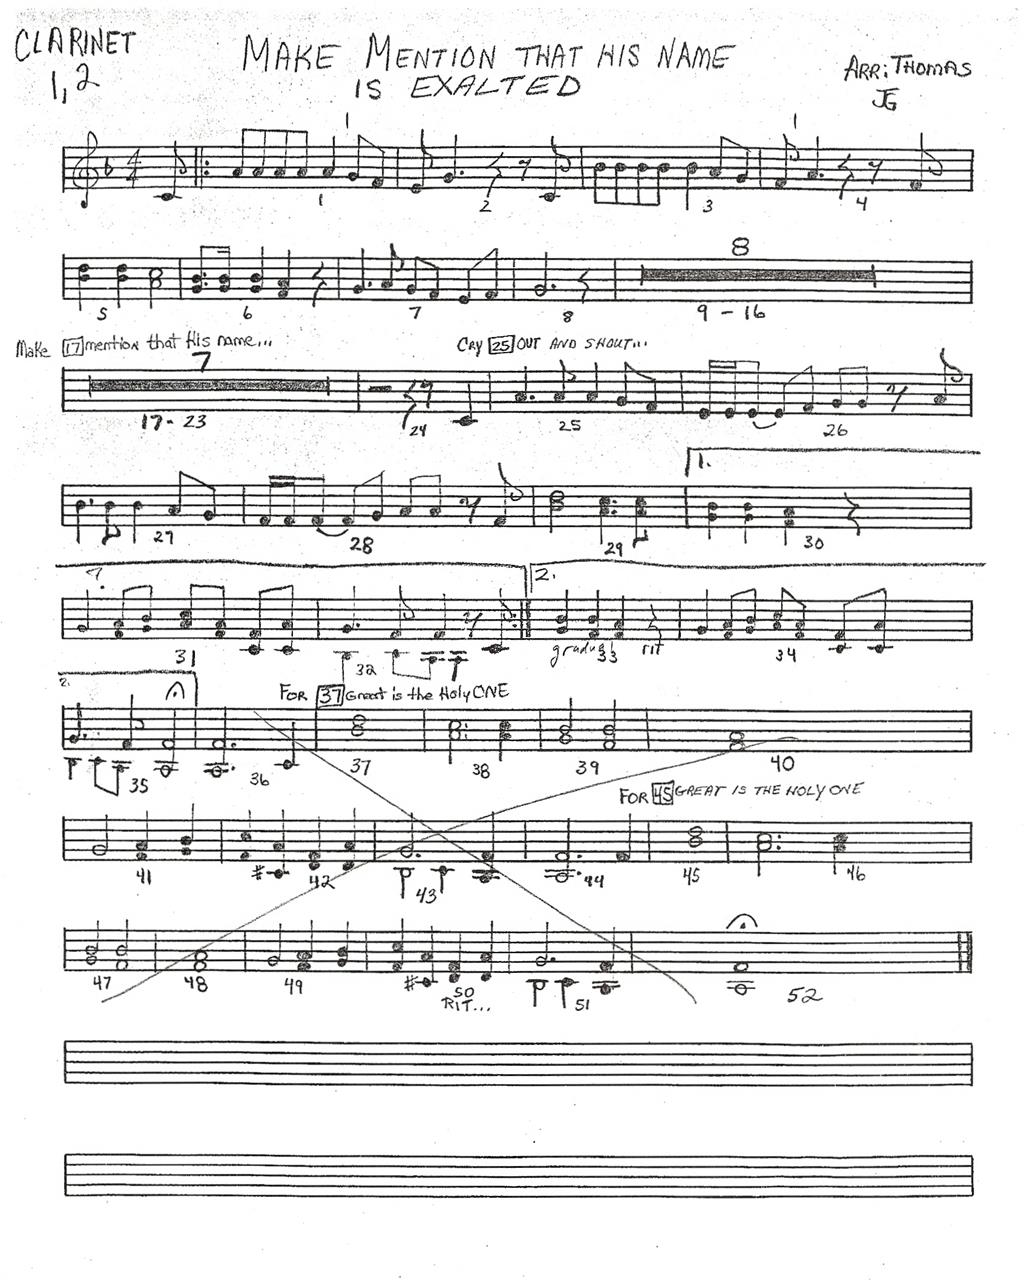 CLARINET
1, 2
MAKE MENTION THAT HIS NAME
IS EXALTED
ARR: THOMAS
JG
1 2 3 4
8
5 6 7 8 9 - 16
Make 17 mention that His name...
CRY 25 OUT AND SHOUT...
7
17 - 23 24 25 26
1.
27 28 29 30
2.
31 32 gradual 33 rit 34
2.
FOR 37 Great is the Holy ONE
35 36 37 38 39 40
FOR 45 GREAT IS THE HOLY ONE
41 42 43 44 45 46
47 48 49 50 51 52
RIT...